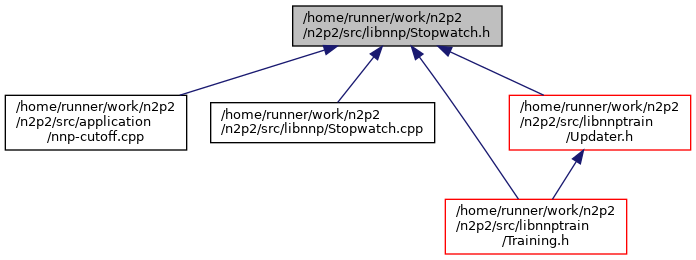 /home/runner/work/n2p2
/n2p2/src/libnnp/Stopwatch.h
/home/runner/work/n2p2
/n2p2/src/application
/nnp-cutoff.cpp
/home/runner/work/n2p2
/n2p2/src/libnnp/Stopwatch.cpp
/home/runner/work/n2p2
/n2p2/src/libnnptrain
/Updater.h
/home/runner/work/n2p2
/n2p2/src/libnnptrain
/Training.h